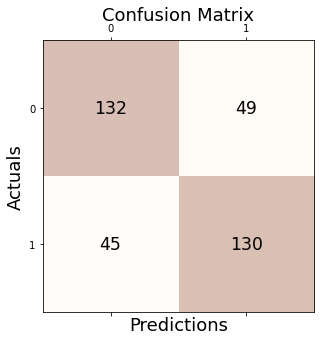 Confusion Matrix
0 1
0 132 49
Actuals
1 45 130
Predictions